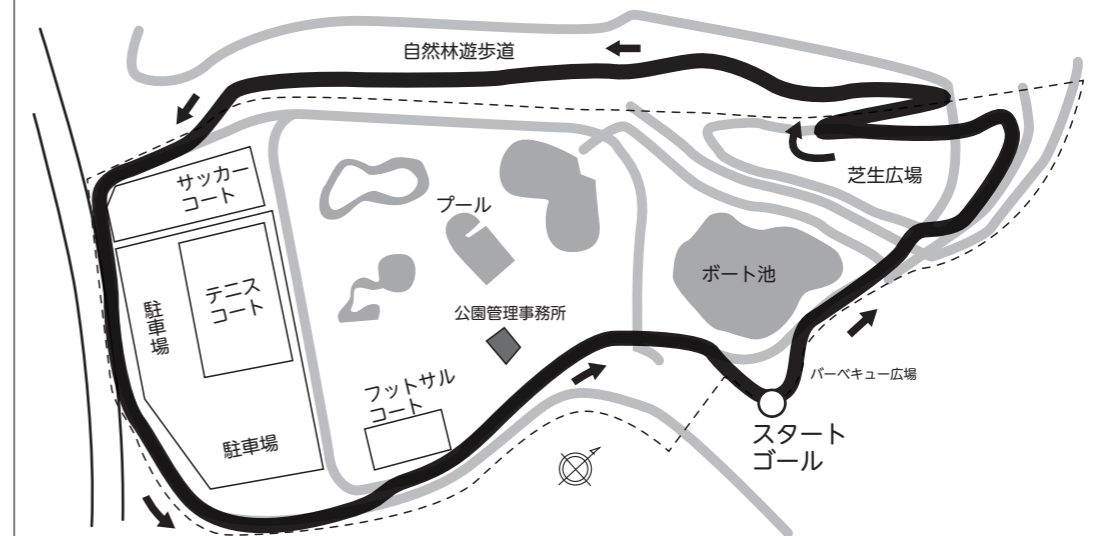 自然林遊歩道
サッカー
コート
芝生広場
プール
ボート池
テニス
コート
駐車場
公園管理事務所
バーベキュー広場
フットサル
コート
スタート
ゴール
駐車場